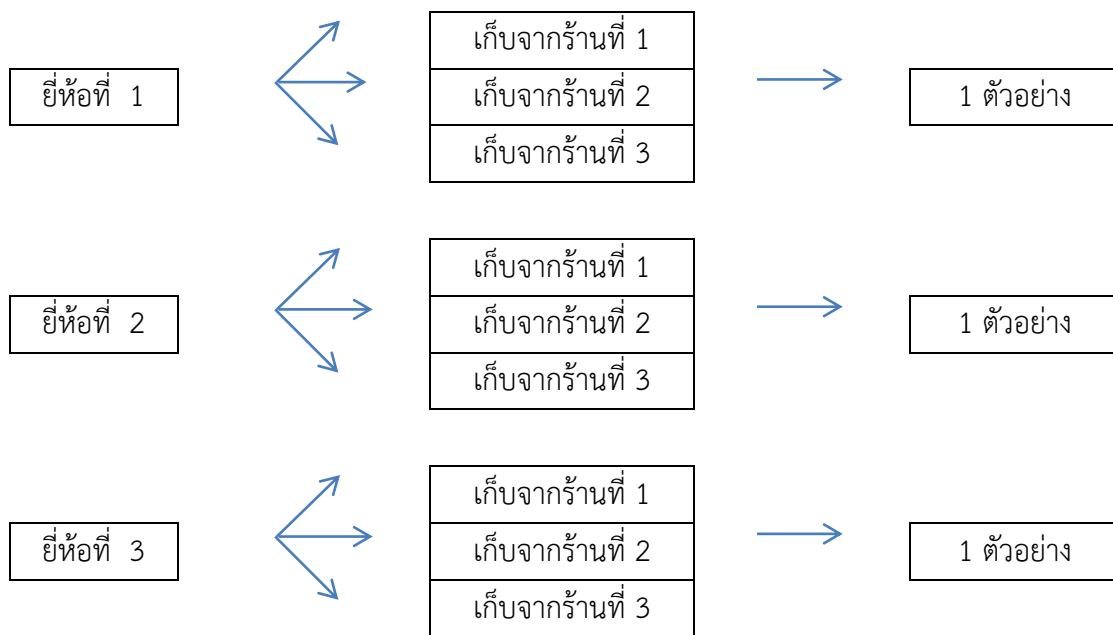 เก็บจากร้านที่ 1
ยี่ห้อที่ 1
เก็บจากร้านที่ 2
1 ตัวอย่าง
เก็บจากร้านที่ 3
เก็บจากร้านที่ 1
ยี่ห้อที่ 2
เก็บจากร้านที่ 2
1 ตัวอย่าง
เก็บจากร้านที่ 3
เก็บจากร้านที่ 1
ยี่ห้อที่ 3
เก็บจากร้านที่ 2
1 ตัวอย่าง
เก็บจากร้านที่ 3